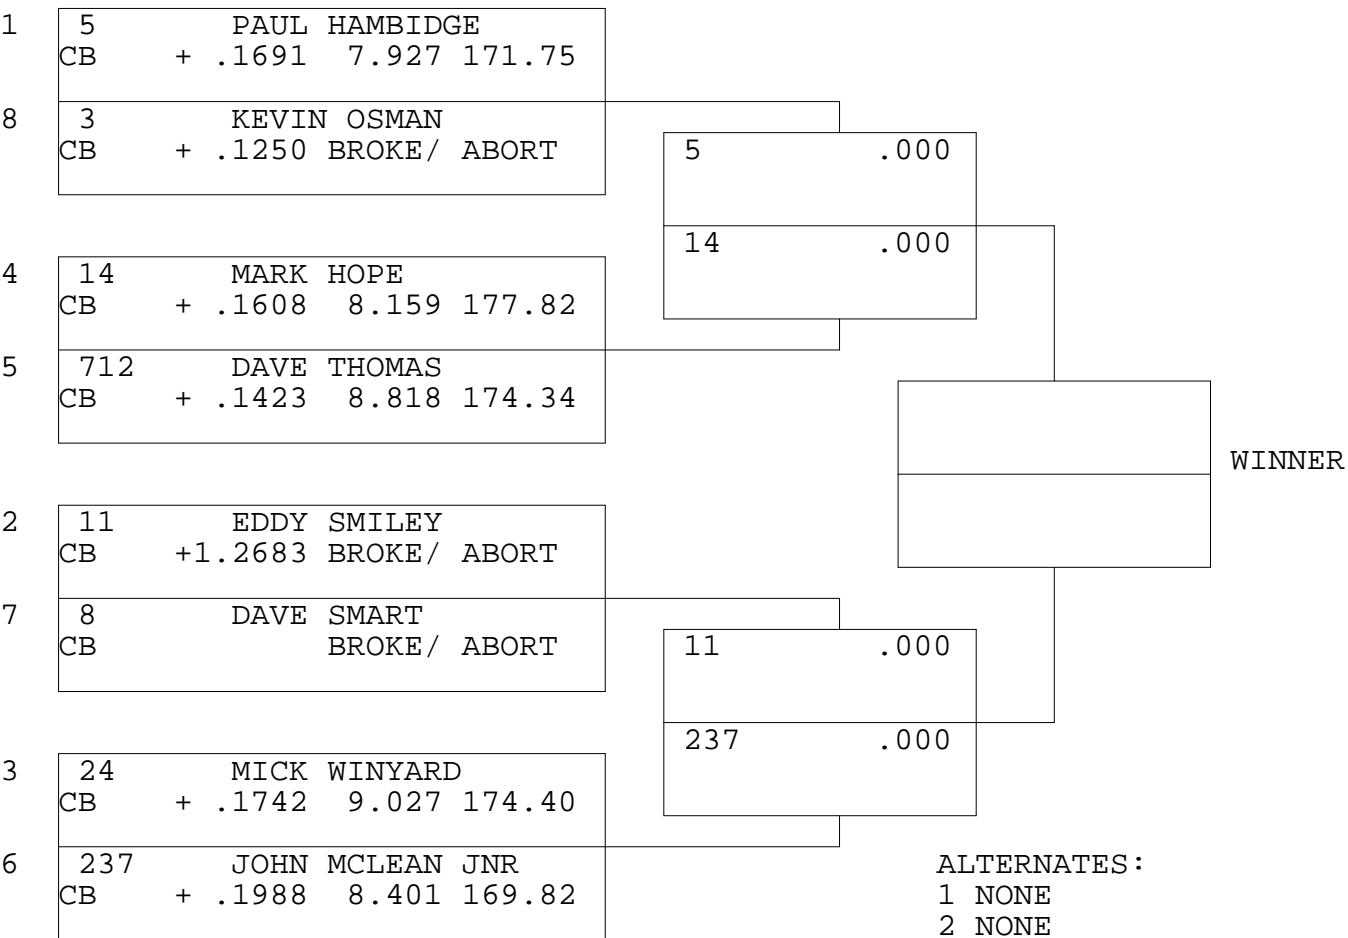 1 5 PAUL HAMBIDGE
CB + .1691 7.927 171.75
8 3 KEVIN OSMAN
CB + .1250 BROKE/ ABORT
5 .000
14 .000
4 14 MARK HOPE
CB + .1608 8.159 177.82
5 712 DAVE THOMAS
CB + .1423 8.818 174.34
WINNER
2 11 EDDY SMILEY
CB +1.2683 BROKE/ ABORT
7 8 DAVE SMART
CB BROKE/ ABORT
11 .000
237 .000
3 24 MICK WINYARD
CB + .1742 9.027 174.40
6 237 JOHN MCLEAN JNR
CB + .1988 8.401 169.82
ALTERNATES:
1 NONE
2 NONE